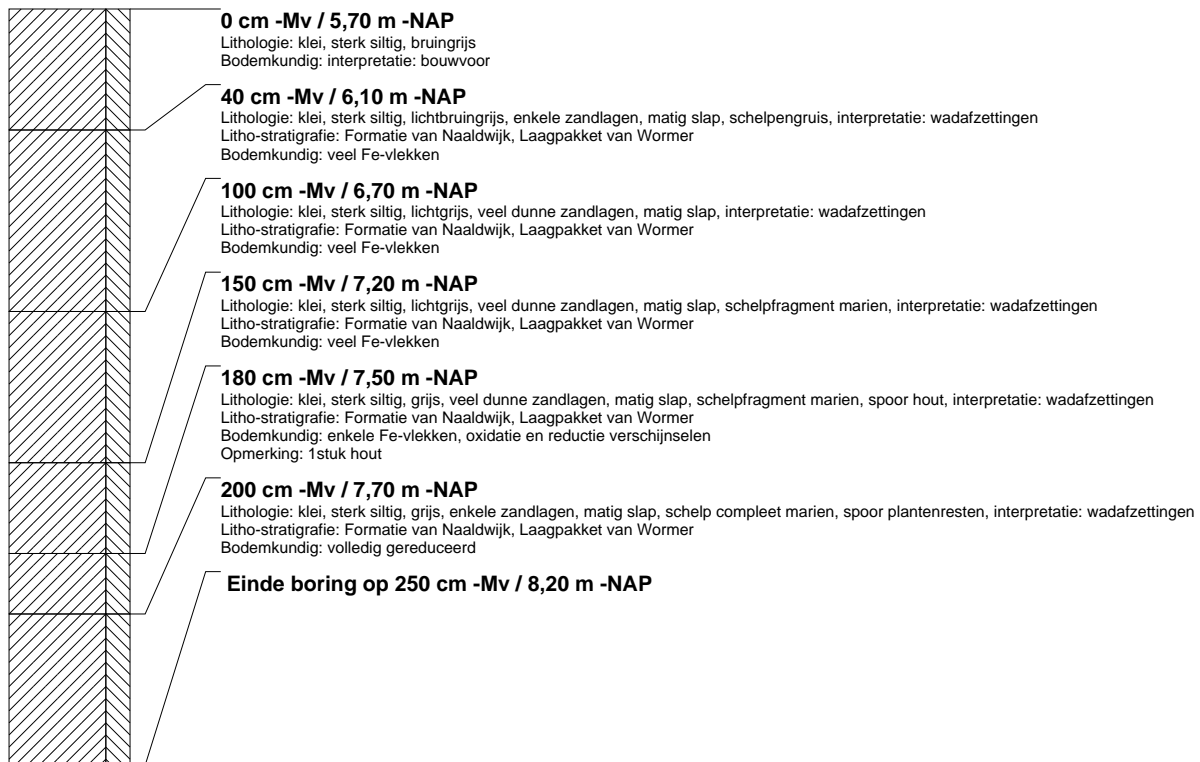 0 cm -Mv / 5,70 m -NAP
Lithologie: klei, sterk siltig, bruingrijs
Bodemkundig: interpretatie: bouwvoor
40 cm -Mv / 6,10 m -NAP
Lithologie: klei, sterk siltig, lichtbruingrijs, enkele zandlagen, matig slap, schelpengruis, interpretatie: wadafzettingen
Litho-stratigrafie: Formatie van Naaldwijk, Laagpakket van Wormer
Bodemkundig: veel Fe-vlekken
100 cm -Mv / 6,70 m -NAP
Lithologie: klei, sterk siltig, lichtgrijs, veel dunne zandlagen, matig slap, interpretatie: wadafzettingen
Litho-stratigrafie: Formatie van Naaldwijk, Laagpakket van Wormer
Bodemkundig: veel Fe-vlekken
150 cm -Mv / 7,20 m -NAP
Lithologie: klei, sterk siltig, lichtgrijs, veel dunne zandlagen, matig slap, schelpfragment marien, interpretatie: wadafzettingen
Litho-stratigrafie: Formatie van Naaldwijk, Laagpakket van Wormer
Bodemkundig: veel Fe-vlekken
180 cm -Mv / 7,50 m -NAP
Lithologie: klei, sterk siltig, grijs, veel dunne zandlagen, matig slap, schelpfragment marien, spoor hout, interpretatie: wadafzettingen
Litho-stratigrafie: Formatie van Naaldwijk, Laagpakket van Wormer
Bodemkundig: enkele Fe-vlekken, oxidatie en reductie verschijnselen
Opmerking: 1stuk hout
200 cm -Mv / 7,70 m -NAP
Lithologie: klei, sterk siltig, grijs, enkele zandlagen, matig slap, schelp compleet marien, spoor plantenresten, interpretatie: wadafzettingen
Litho-stratigrafie: Formatie van Naaldwijk, Laagpakket van Wormer
Bodemkundig: volledig gereduceerd
Einde boring op 250 cm -Mv / 8,20 m -NAP